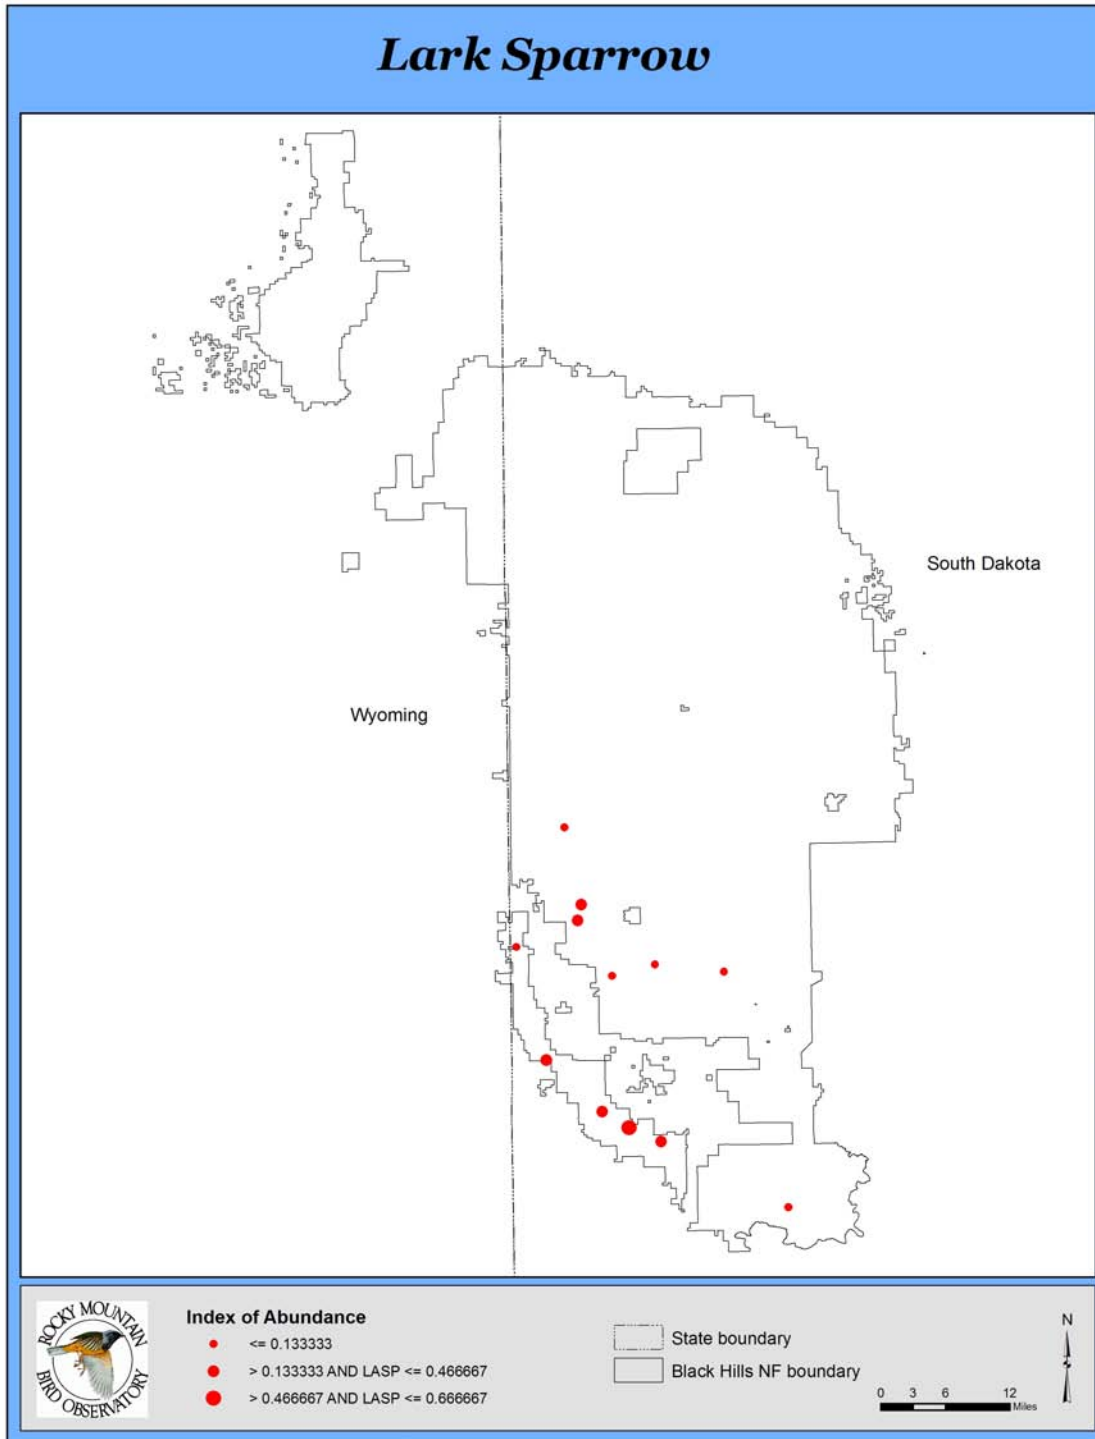 Lark Sparrow
South Dakota
Wyoming
ROCKY MOUNTAIN
BIRD OBSERVATORY
Index of Abundance
<= 0.133333
> 0.133333 AND LASP <= 0.466667
> 0.466667 AND LASP <= 0.666667
State boundary
Black Hills NF boundary
N
0 3 6 12
Miles